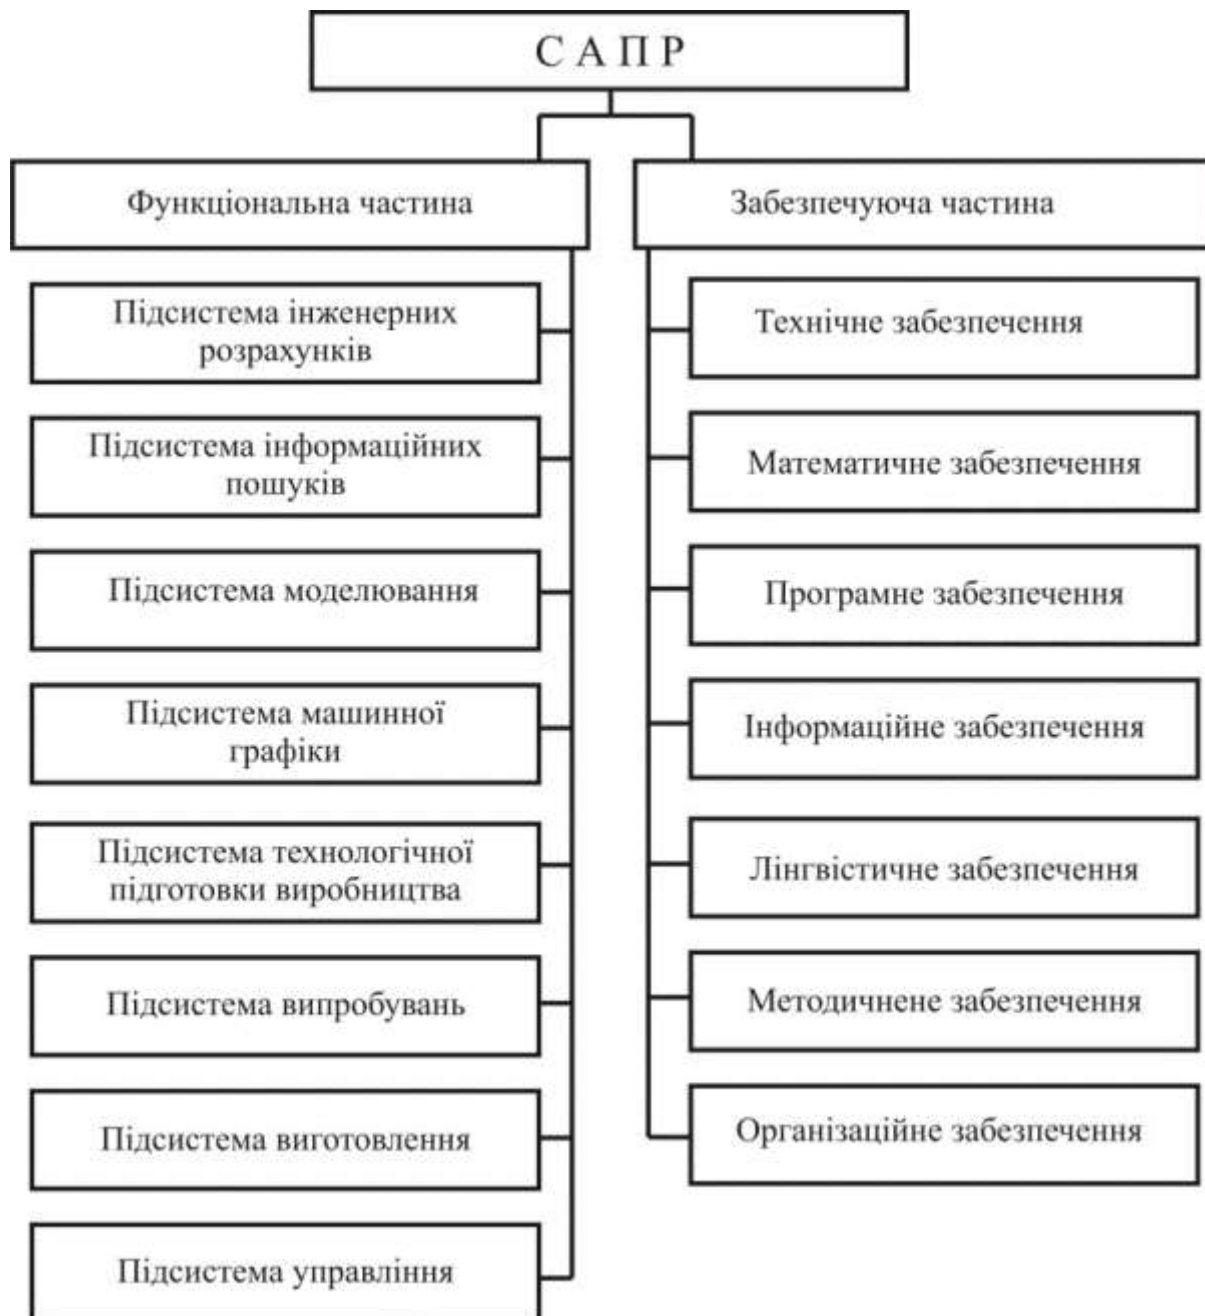 С А П Р
Функціональна частина
Підсистема інженерних
розрахунків
Підсистема інформаційних
пошуків
Підсистема моделювання
Підсистема машинної
графіки
Підсистема технологічної
підготовки виробництва
Підсистема випробувань
Підсистема виготовлення
Підсистема управління
Забезпечуюча частина
Технічне забезпечення
Математичне забезпечення
Програмне забезпечення
Інформаційне забезпечення
Лінгвістичне забезпечення
Методичнене забезпечення
Організаційне забезпечення